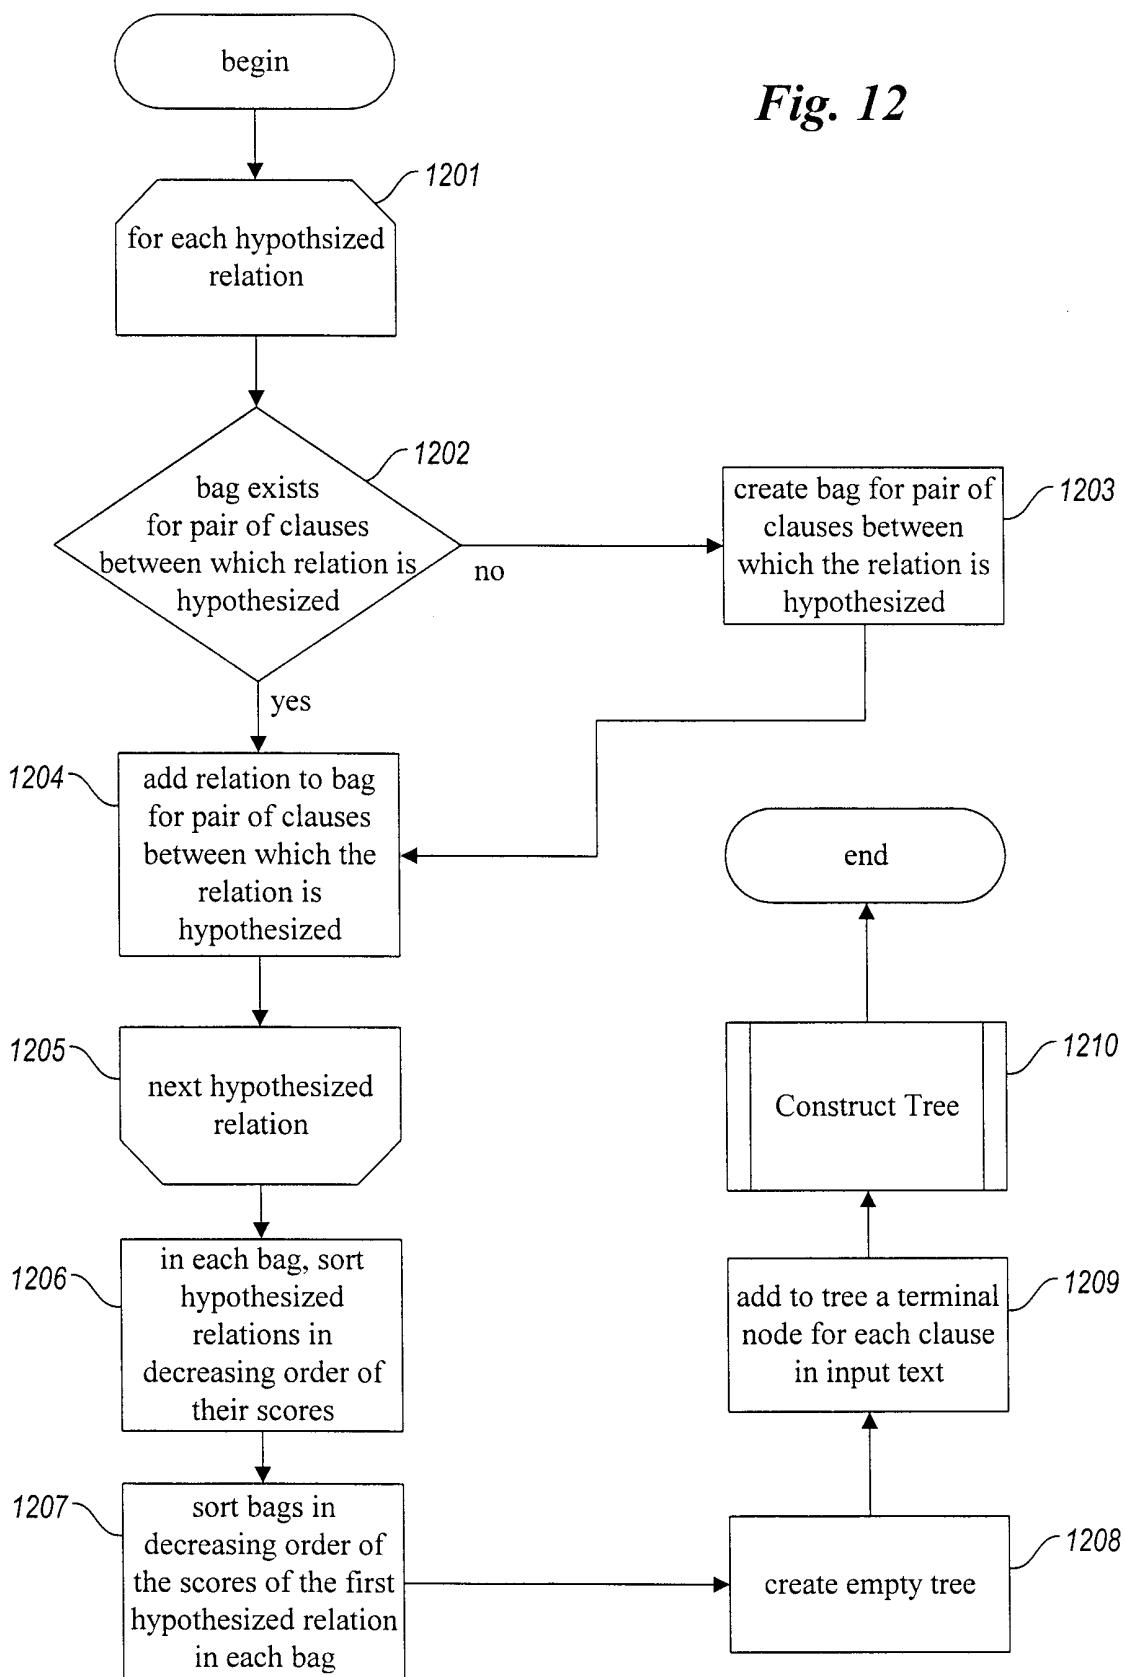 begin
Fig. 12
1201
for each hypothsized
relation
1202
bag exists
for pair of clauses
between which relation is
hypothesized
no
yes
1203
create bag for pair of
clauses between
which the relation is
hypothesized
1204
add relation to bag
for pair of clauses
between which the
relation is
hypothesized
1205
next hypothesized
relation
1206
in each bag, sort
hypothesized
relations in
decreasing order of
their scores
1207
sort bags in
decreasing order of
the scores of the first
hypothesized relation
in each bag
1208
create empty tree
1209
add to tree a terminal
node for each clause
in input text
1210
Construct Tree
end